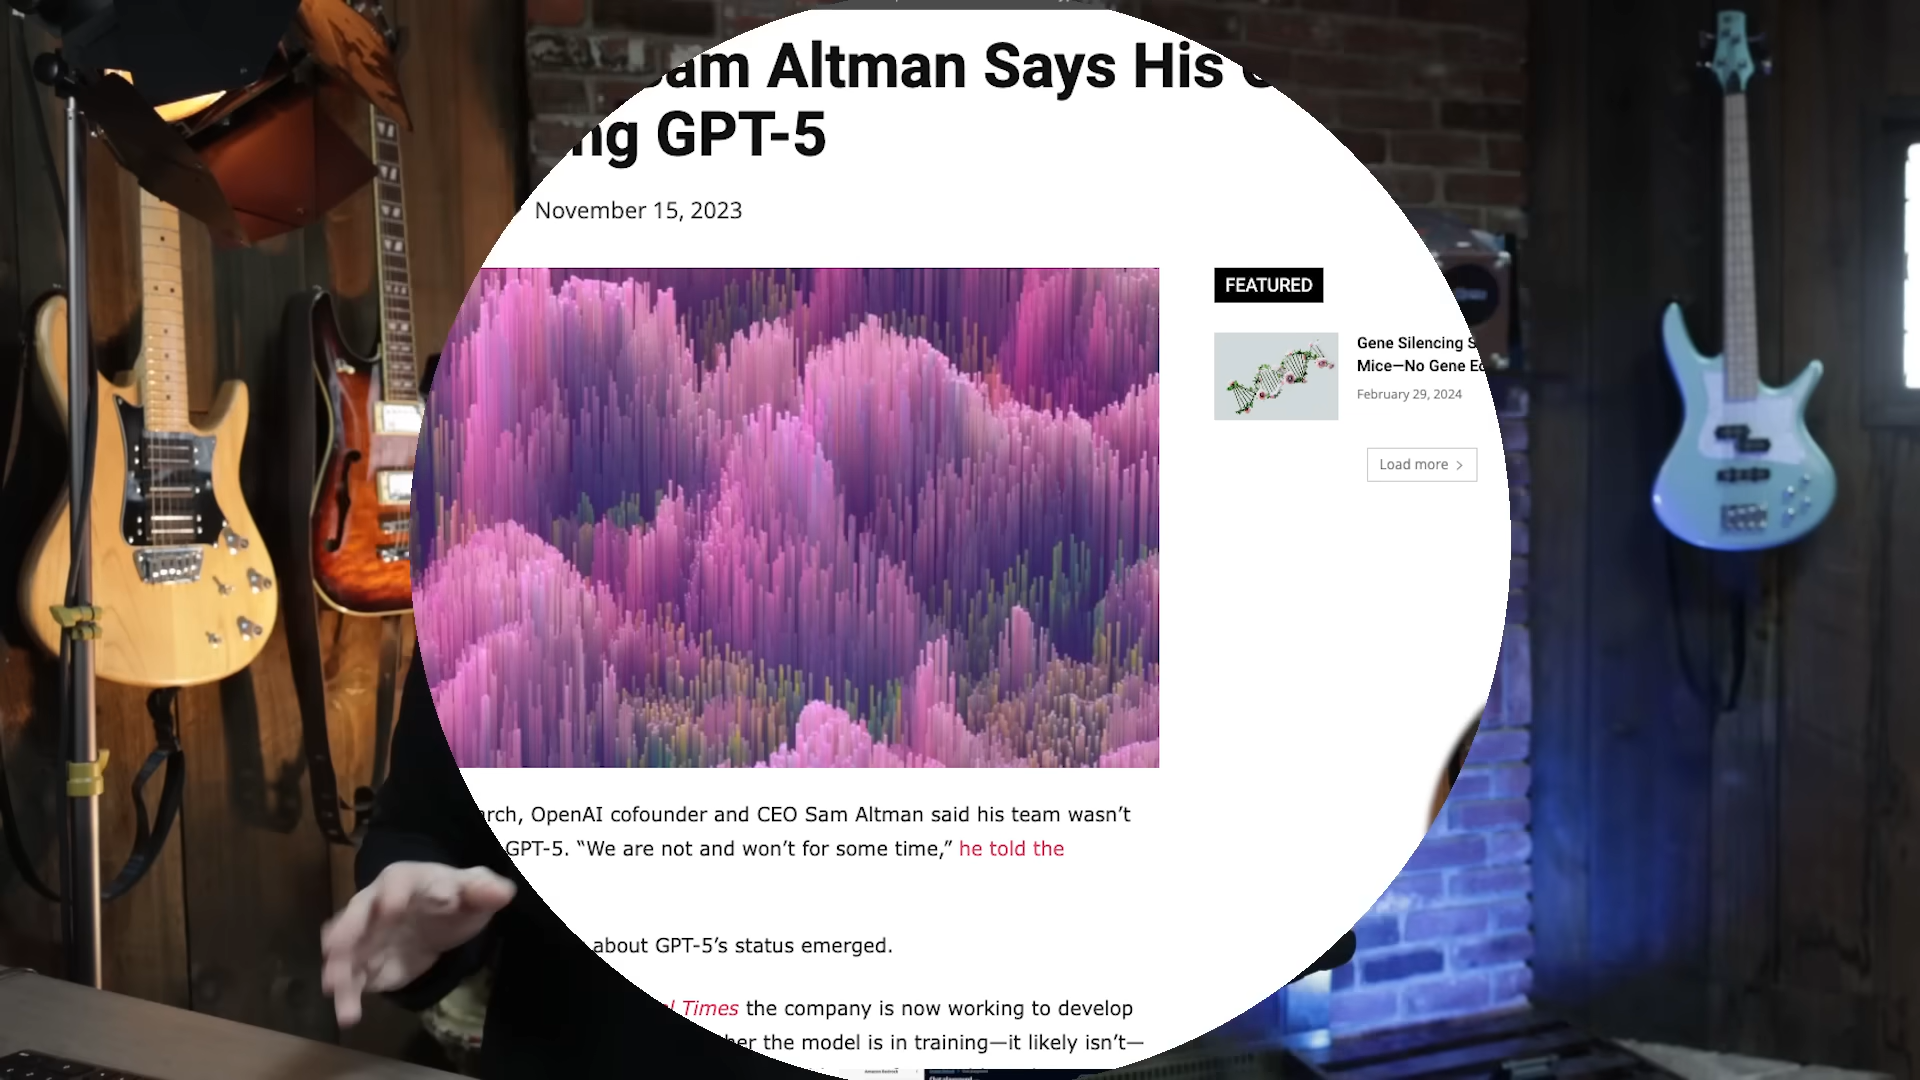 Sam Altman Says His
ng GPT-5
November 15, 2023
FEATURED
Gene Silencing S
Mice—No Gene Ed
February 29, 2024
Load more
arch, OpenAI cofounder and CEO Sam Altman said his team wasn’t
GPT-5. “We are not and won’t for some time,” he told the
about GPT-5’s status emerged.
l Times the company is now working to develop
her the model is in training—it likely isn’t—